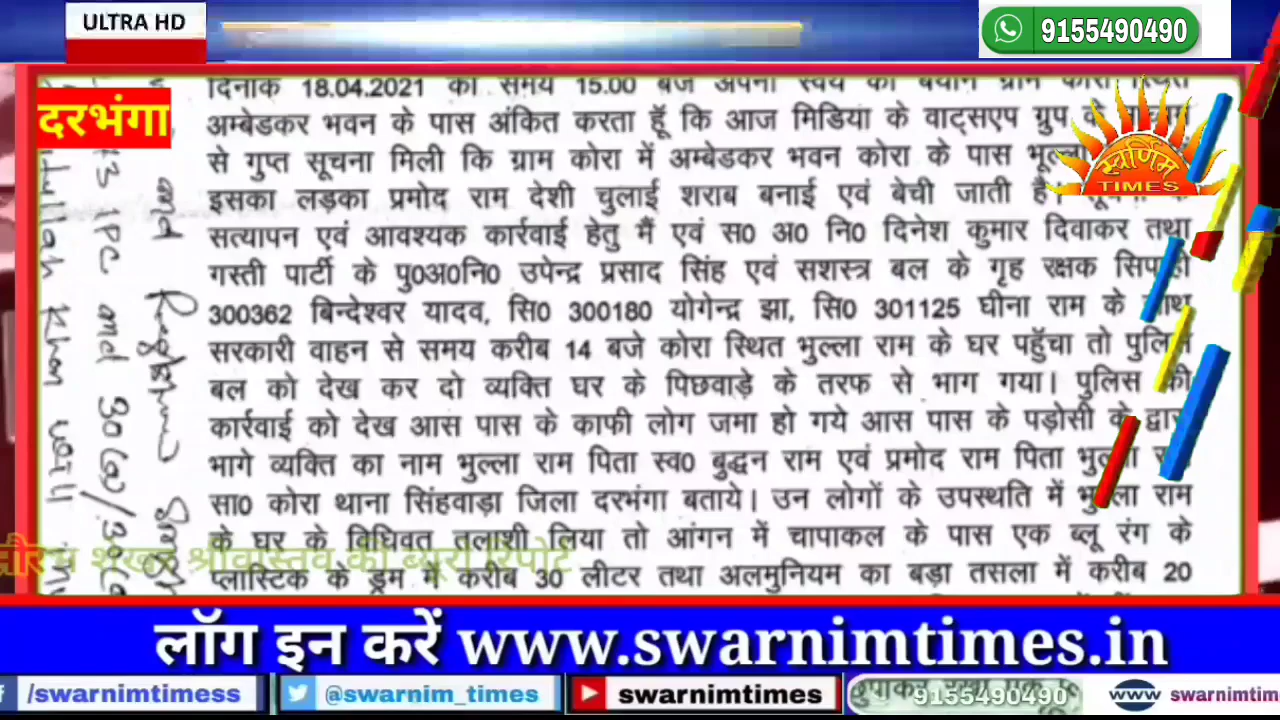 ULTRA HD
9155490490
दरभंगा
दिनांक 18.04.2021 को समय 15.00 बजे अपना स्वयं का बयान ग्राम कोरा स्थित
अम्बेडकर भवन के पास अंकित करता हूँ कि आज मिडिया के वाट्सएप ग्रुप
से गुप्त सूचना मिली कि ग्राम कोरा में अम्बेडकर भवन कोरा के पास भूल्ला
इसका लड़का प्रमोद राम देशी चुलाई शराब बनाई एवं बेची जाती है।
सत्यापन एवं आवश्यक कार्रवाई हेतु मैं एवं स0 अ0 नि0 दिनेश कुमार दिवाकर तथा
गस्ती पार्टी के पु0अ0नि0 उपेन्द्र प्रसाद सिंह एवं सशस्त्र बल के गृह रक्षक सिपाही
300362 बिन्देश्वर यादव, सि0 300180 योगेन्द्र झा, सि0 301125 घीना राम के साथ
सरकारी वाहन से समय करीब 14 बजे कोरा स्थित भुल्ला राम के घर पहुँचा तो पुलिस
बल को देख कर दो व्यक्ति घर के पिछवाड़े के तरफ से भाग गया। पुलिस की
कार्रवाई को देख आस पास के काफी लोग जमा हो गये आस पास के पड़ोसी के द्वारा
भागे व्यक्ति का नाम भुल्ला राम पिता स्व0 बुद्धन राम एवं प्रमोद राम पिता भुल्ला
सा0 कोरा थाना सिंहवाड़ा जिला दरभंगा बताये। उन लोगों के उपस्थति में भुल्ला राम
के घर के विधिवत तलाशी लिया तो आंगन में चापाकल के पास एक ब्लू रंग के
प्लास्टिक के ड्रम में करीब 30 लीटर तथा अलमुनियम का बड़ा तसला में करीब 20
स्वर्णिम
TIMES
श्रीवास्तव की ब्यूरो रिपोर्ट
लॉग इन करें www.swarnimtimes.in
/swarnimtimess
@swarnim_times
swarnimtimes
9155490490
www
swarnimtim